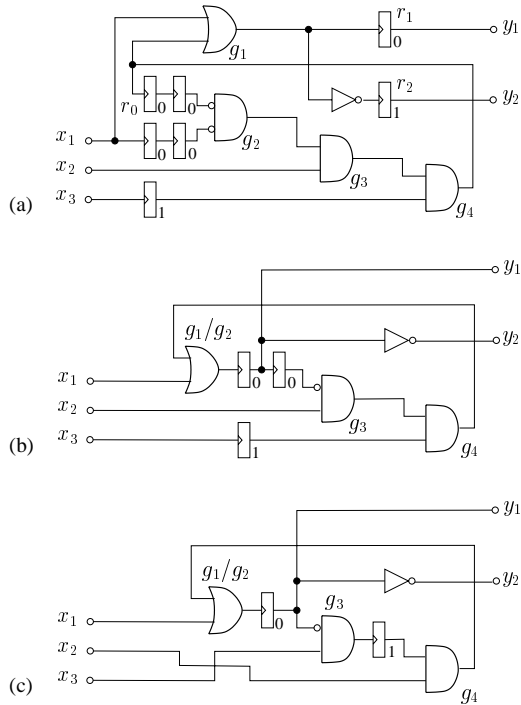 r₁
0
y₁
g₁
r₂
1
y₂
r₀
0
0
x₁
0
0
g₂
x₂
g₃
x₃
1
g₄
(a)
y₁
g₁/g₂
y₂
x₁
0
0
x₂
g₃
x₃
1
g₄
(b)
y₁
g₁/g₂
y₂
g₃
x₁
0
x₂
1
x₃
g₄
(c)